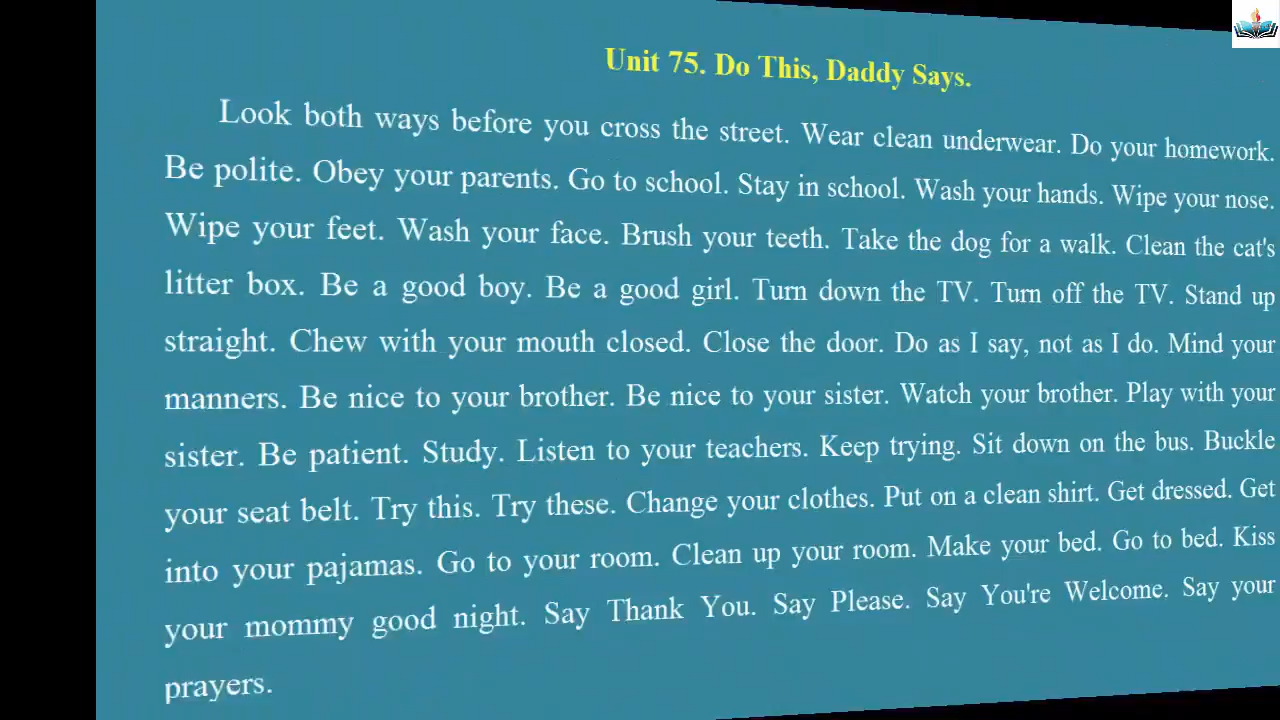 Unit 75. Do This, Daddy Says.
Look both ways before you cross the street. Wear clean underwear. Do your homework.
Be polite. Obey your parents. Go to school. Stay in school. Wash your hands. Wipe your nose.
Wipe your feet. Wash your face. Brush your teeth. Take the dog for a walk. Clean the cat's
litter box. Be a good boy. Be a good girl. Turn down the TV. Turn off the TV. Stand up
straight. Chew with your mouth closed. Close the door. Do as I say, not as I do. Mind your
manners. Be nice to your brother. Be nice to your sister. Watch your brother. Play with your
sister. Be patient. Study. Listen to your teachers. Keep trying. Sit down on the bus. Buckle
your seat belt. Try this. Try these. Change your clothes. Put on a clean shirt. Get dressed. Get
into your pajamas. Go to your room. Clean up your room. Make your bed. Go to bed. Kiss
your mommy good night. Say Thank You. Say Please. Say You're Welcome. Say your
prayers.